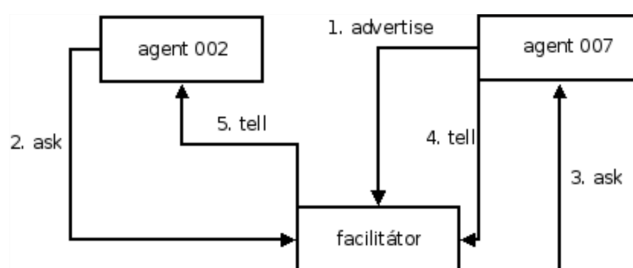 1. advertise
agent 002
agent 007
5. tell
2. ask
4. tell
3. ask
facilitátor